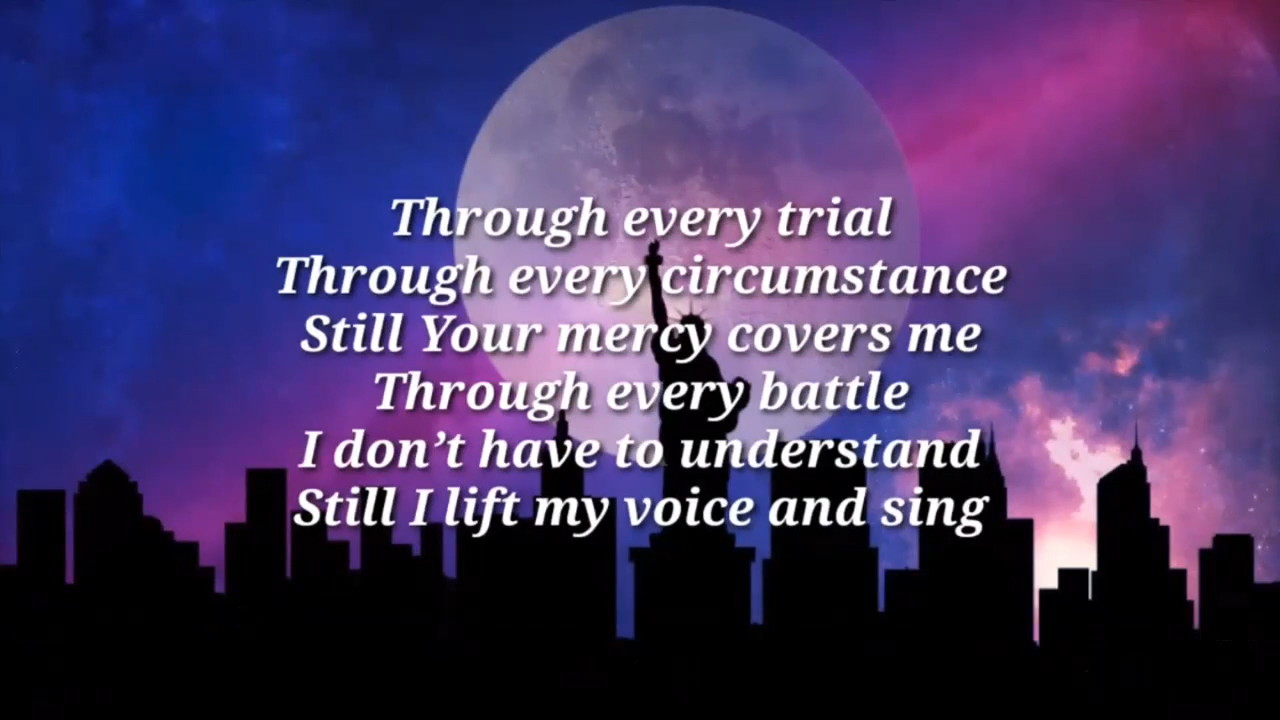 Through every trial
Through every circumstance
Still Your mercy covers me
Through every battle
I don’t have to understand
Still I lift my voice and sing